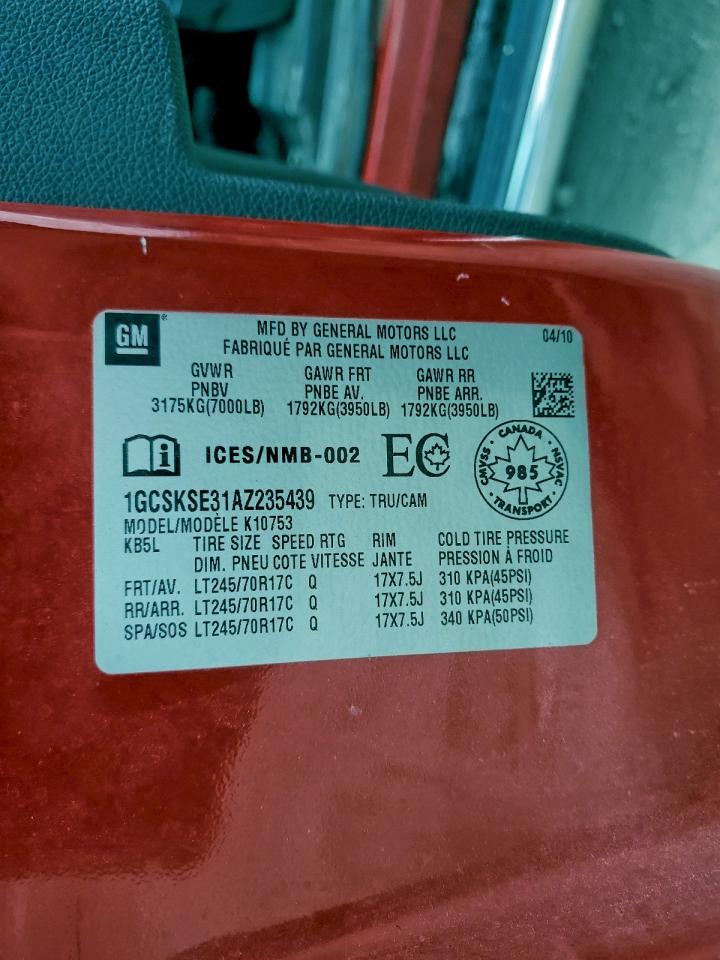 GM
MFD BY GENERAL MOTORS LLC 04/10
FABRIQUÉ PAR GENERAL MOTORS LLC
GVWR GAWR FRT GAWR RR
PNBV PNBE AV. PNBE ARR.
3175KG(7000LB) 1792KG(3950LB) 1792KG(3950LB)
i ICES/NMB-002 EC
CANADA
CMVSS 985 NSVAC
TRANSPORT
1GCSKSE31AZ235439 TYPE: TRU/CAM
MODEL/MODÈLE K10753
KB5L TIRE SIZE SPEED RTG RIM COLD TIRE PRESSURE
DIM. PNEU COTE VITESSE JANTE PRESSION À FROID
FRT/AV. LT245/70R17C Q 17X7.5J 310 KPA(45PSI)
RR/ARR. LT245/70R17C Q 17X7.5J 310 KPA(45PSI)
SPA/SOS LT245/70R17C Q 17X7.5J 340 KPA(50PSI)